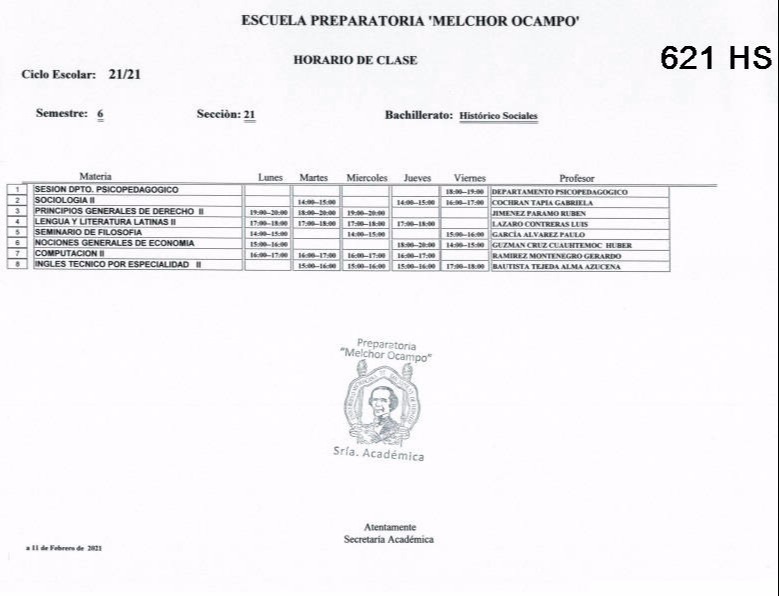 ESCUELA PREPARATORIA 'MELCHOR OCAMPO'
621 HS
HORARIO DE CLASE
Ciclo Escolar: 21/21
Semestre: 6 Secciòn: 21 Bachillerato: Histórico Sociales
Materia Lunes Martes Miercoles Jueves Viernes Profesor
1 SESION DPTO. PSICOPEDAGOGICO 18:00--19:00 DEPARTAMENTO PSICOPEDAGOGICO
2 SOCIOLOGIA II 14:00--15:00 14:00--15:00 16:00--17:00 COCHRAN TAPIA GABRIELA
3 PRINCIPIOS GENERALES DE DERECHO II 19:00--20:00 18:00--20:00 19:00--20:00 JIMENEZ PARAMO RUBEN
4 LENGUA Y LITERATURA LATINAS II 17:00--18:00 17:00--18:00 17:00--18:00 17:00--18:00 LAZARO CONTRERAS LUIS
5 SEMINARIO DE FILOSOFIA 14:00--15:00 14:00--15:00 15:00--16:00 GARCÍA ALVAREZ PAULO
6 NOCIONES GENERALES DE ECONOMIA 15:00--16:00 18:00--20:00 14:00--15:00 GUZMAN CRUZ CUAUHTEMOC HUBER
7 COMPUTACION II 16:00--17:00 16:00--17:00 16:00--17:00 16:00--17:00 RAMIREZ MONTENEGRO GERARDO
8 INGLES TECNICO POR ESPECIALIDAD II 15:00--16:00 15:00--16:00 15:00--16:00 17:00--18:00 BAUTISTA TEJEDA ALMA AZUCENA
Preparatoria
"Melchor Ocampo"
Sría. Académica
Atentamente
Secretaría Académica
a 11 de Febrero de 2021